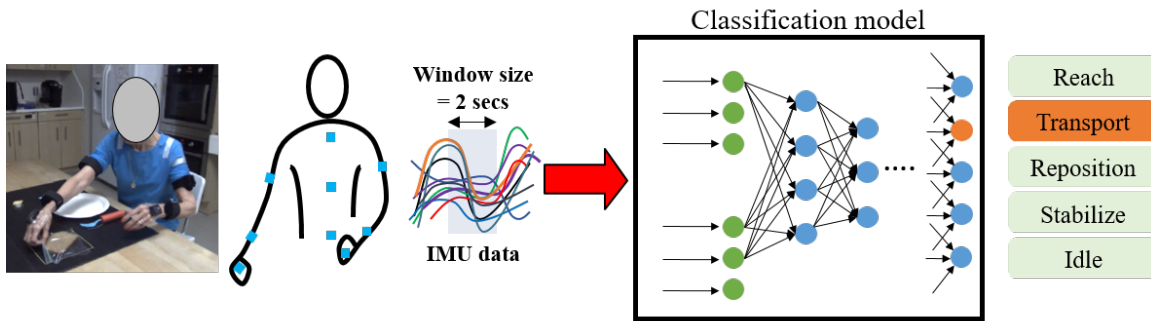 Classification model
Window size
= 2 secs
IMU data
Reach
Transport
Reposition
Stabilize
Idle